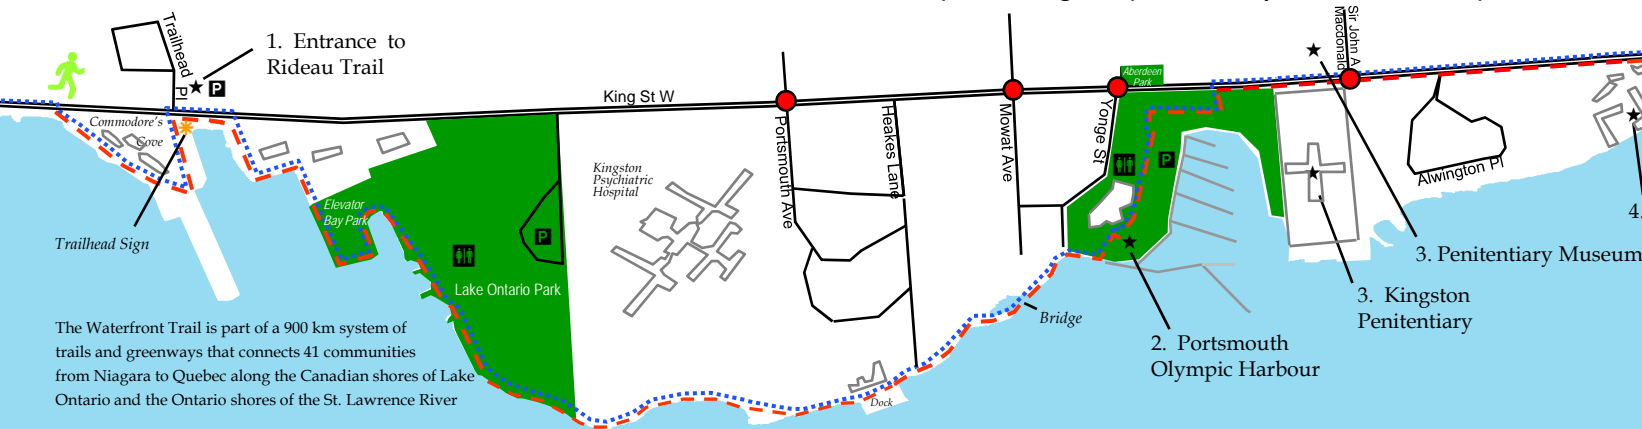 Trailhead Pl
P
1. Entrance to
Rideau Trail
Commodore's
Cove
Trailhead Sign
King St W
Elevator
Bay Park
P
Lake Ontario Park
Kingston
Psychiatric
Hospital
Portsmouth Ave
Heakes Lane
Mowat Ave
Yonge St
Aberdeen
Park
P
Sir John A
Macdonald
Alwington Pl
Dock
Bridge
2. Portsmouth
Olympic Harbour
3. Penitentiary Museum
3. Kingston
Penitentiary
4.
The Waterfront Trail is part of a 900 km system of
trails and greenways that connects 41 communities
from Niagara to Quebec along the Canadian shores of Lake
Ontario and the Ontario shores of the St. Lawrence River